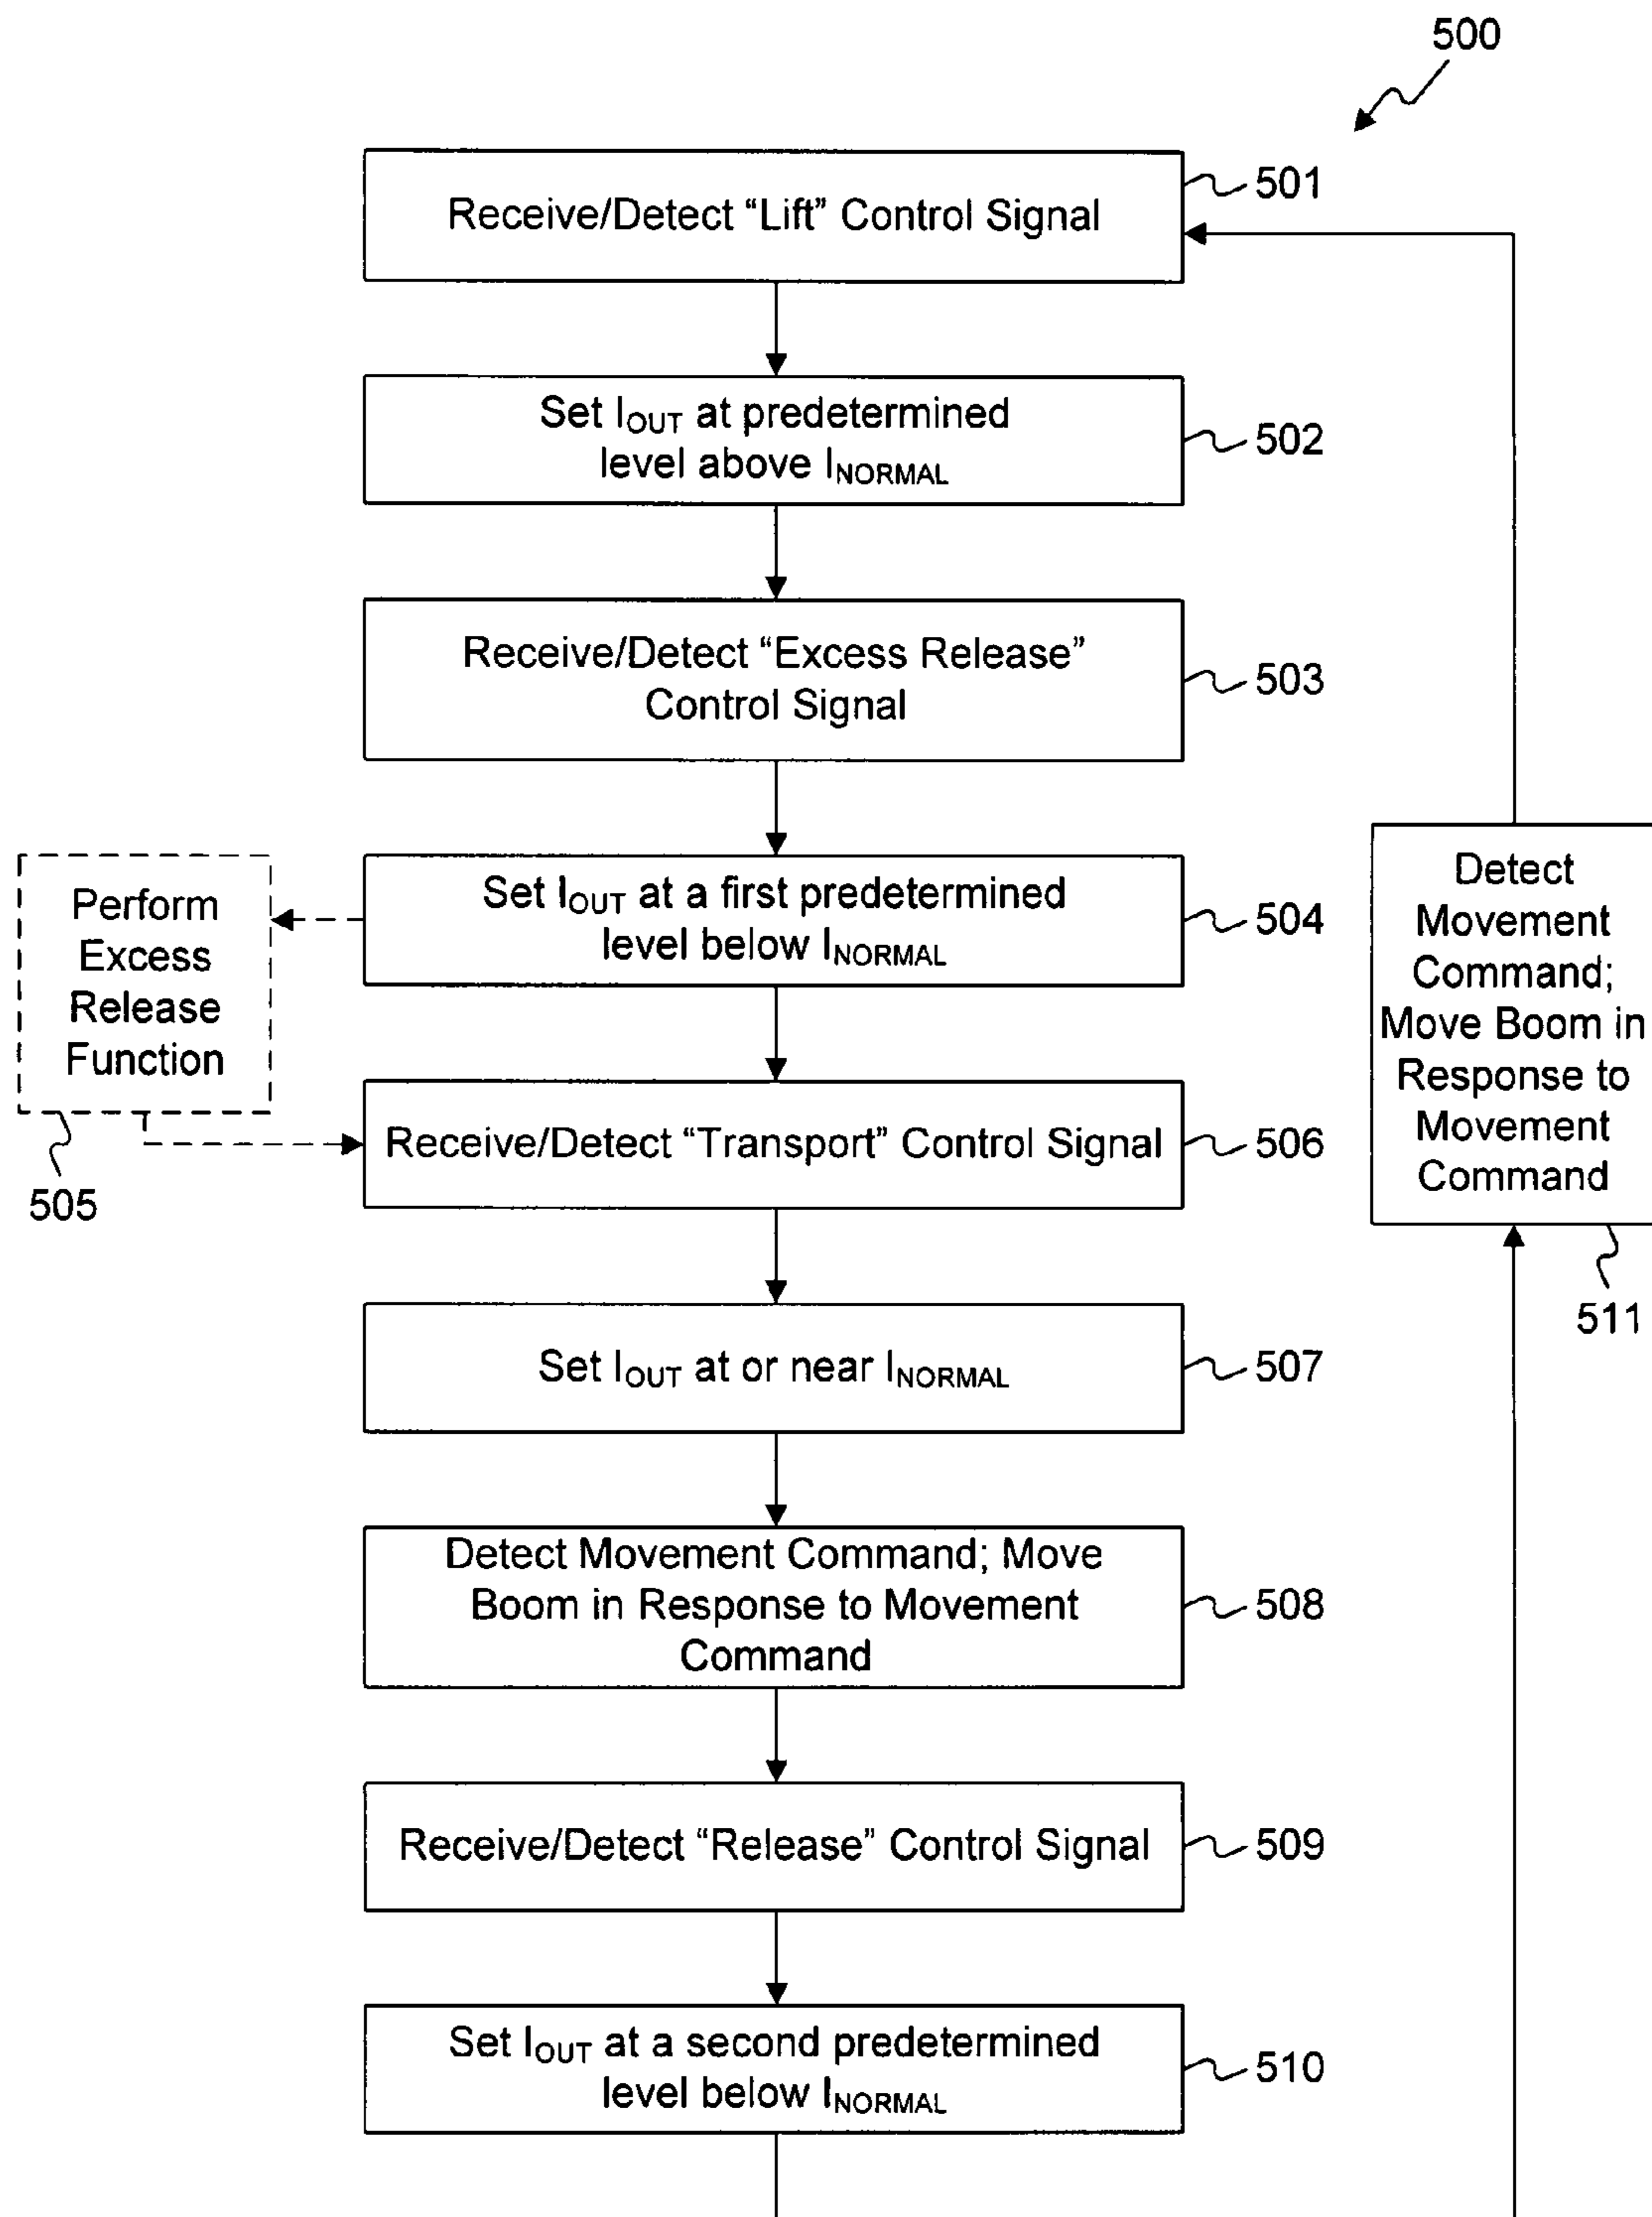 500
Receive/Detect “Lift” Control Signal
501
Set IOUT at predetermined
level above INORMAL
502
Receive/Detect “Excess Release”
Control Signal
503
Set IOUT at a first predetermined
level below INORMAL
504
Perform
Excess
Release
Function
505
Receive/Detect “Transport” Control Signal
506
Detect
Movement
Command;
Move Boom in
Response to
Movement
Command
511
Set IOUT at or near INORMAL
507
Detect Movement Command; Move
Boom in Response to Movement
Command
508
Receive/Detect “Release” Control Signal
509
Set IOUT at a second predetermined
level below INORMAL
510